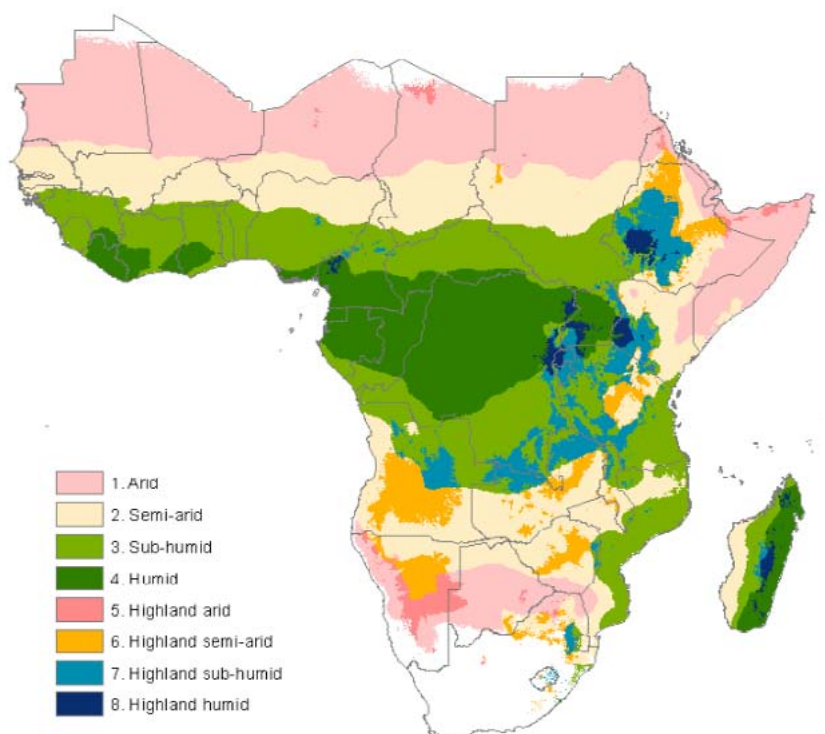 1. Arid
2. Semi-arid
3. Sub-humid
4. Humid
5. Highland arid
6. Highland semi-arid
7. Highland sub-humid
8. Highland humid